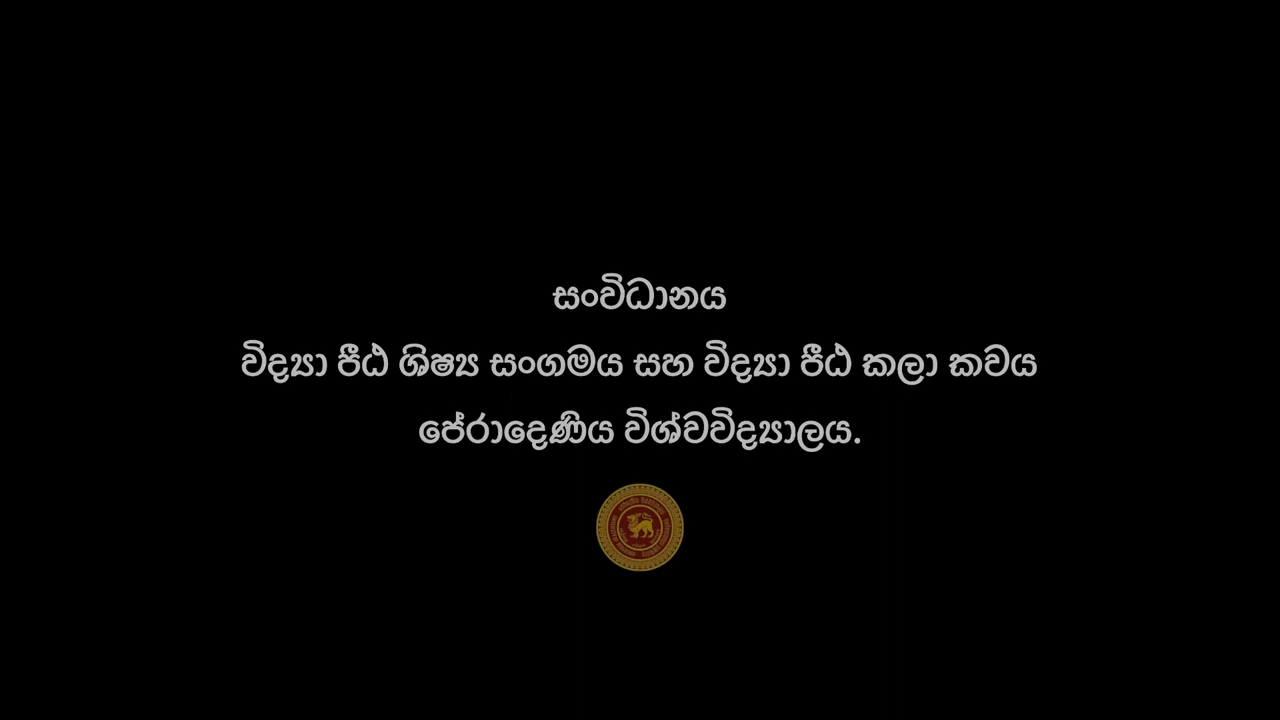 සංවිධානය
විද්‍යා පීඨ ශිෂ්‍ය සංගමය සහ විද්‍යා පීඨ කලා කවය
පේරාදෙණිය විශ්වවිද්‍යාලය.